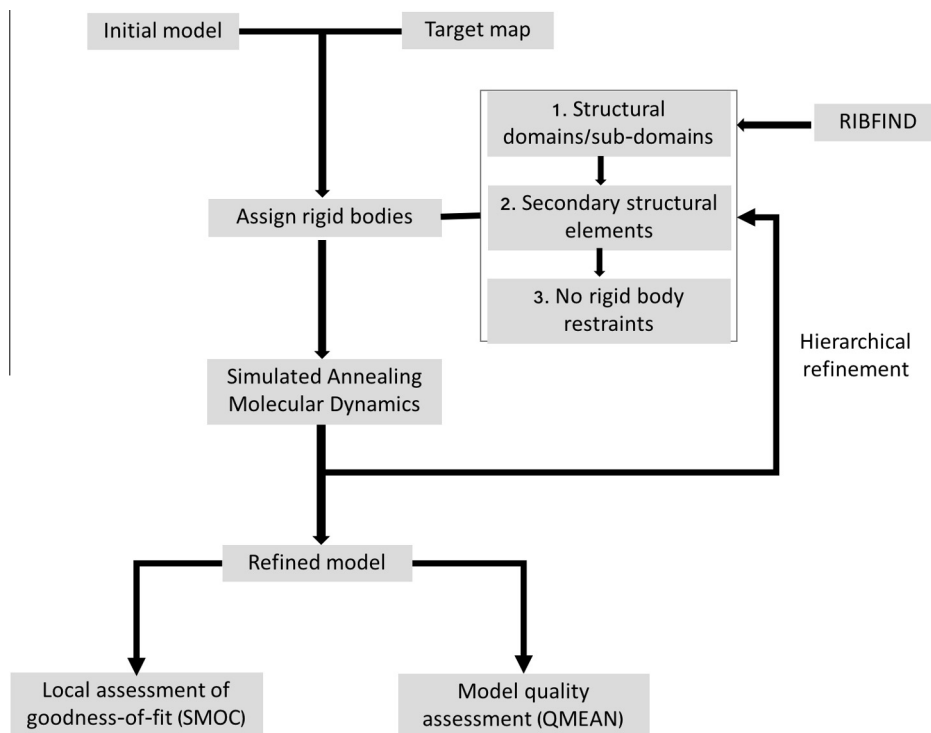 Initial model
Target map
1. Structural
domains/sub-domains
RIBFIND
Assign rigid bodies
2. Secondary structural
elements
3. No rigid body
restraints
Hierarchical
refinement
Simulated Annealing
Molecular Dynamics
Refined model
Local assessment of
goodness-of-fit (SMOC)
Model quality
assessment (QMEAN)